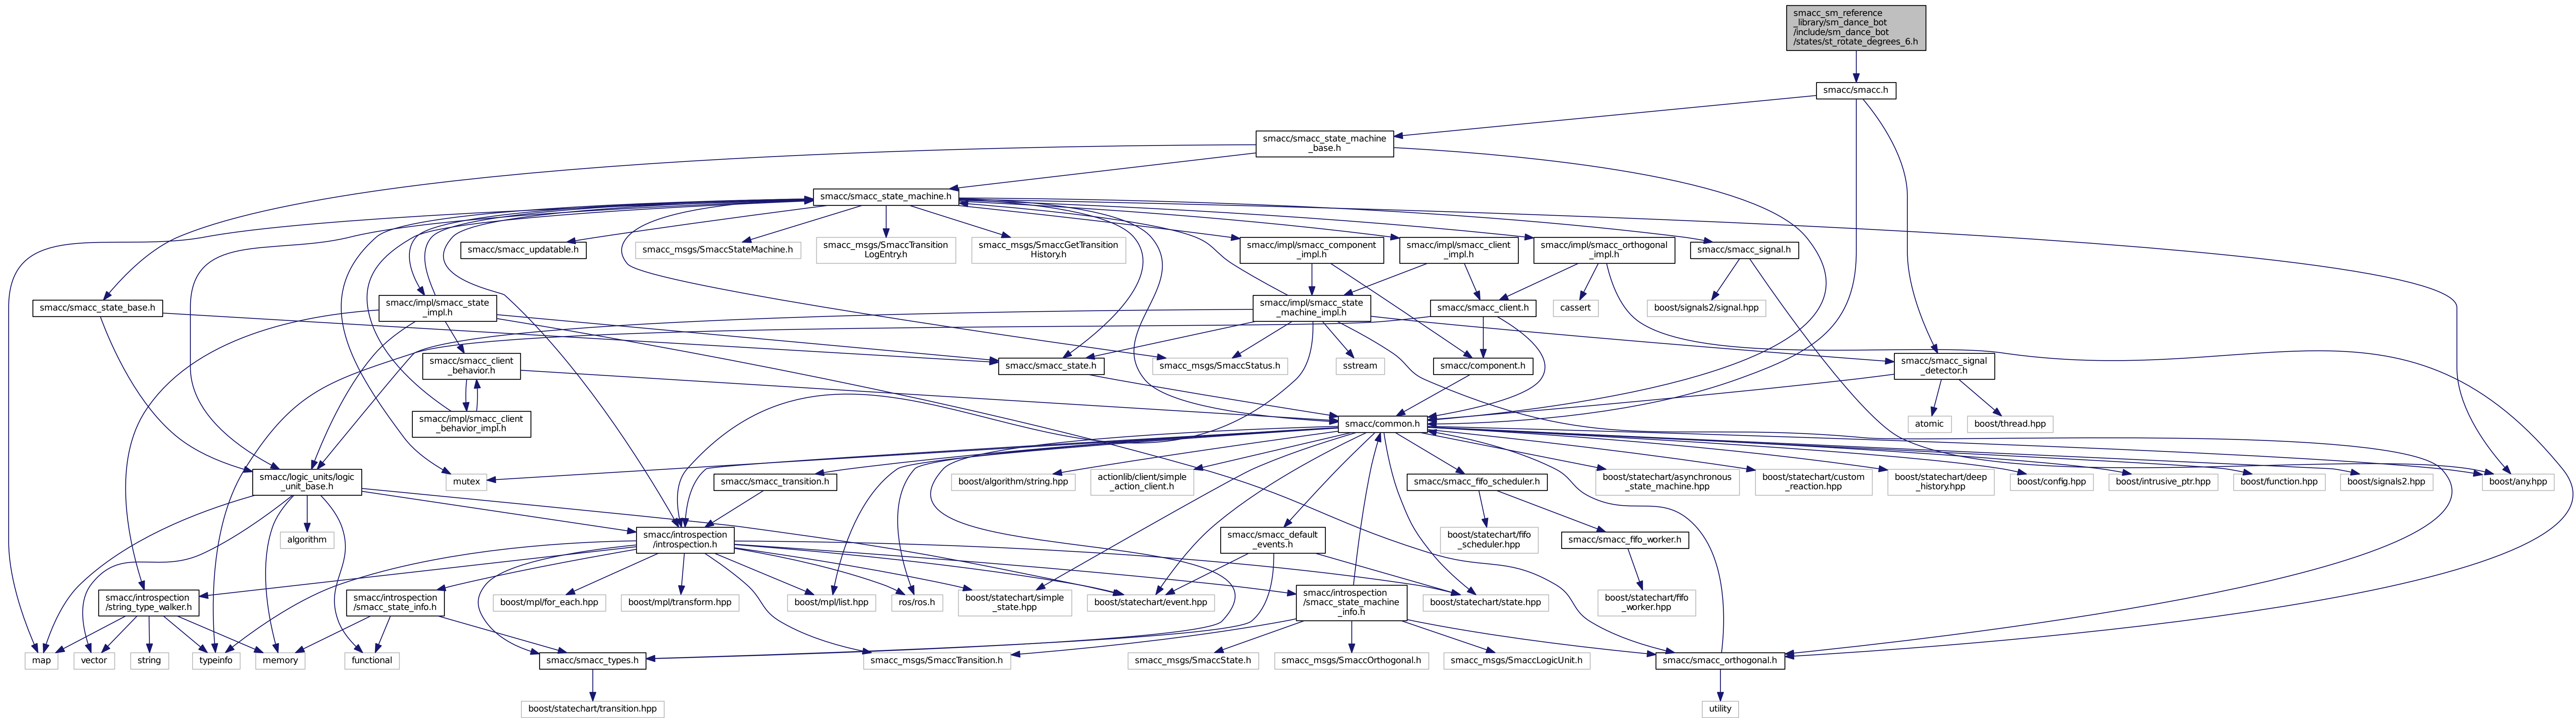 smacc_sm_reference
_library/sm_dance_bot
/include/sm_dance_bot
/states/st_rotate_degrees_6.h
smacc/smacc.h
smacc/smacc_state_machine
_base.h
smacc/smacc_state_machine.h
smacc/smacc_updatable.h
smacc_msgs/SmaccStateMachine.h
smacc_msgs/SmaccTransition
LogEntry.h
smacc_msgs/SmaccGetTransition
History.h
smacc/impl/smacc_component
_impl.h
smacc/impl/smacc_client
_impl.h
smacc/impl/smacc_orthogonal
_impl.h
smacc/smacc_signal.h
smacc/smacc_state_base.h
smacc/impl/smacc_state
_impl.h
smacc/impl/smacc_state
_machine_impl.h
smacc/smacc_client.h
cassert
boost/signals2/signal.hpp
smacc/smacc_client
_behavior.h
smacc/smacc_state.h
smacc_msgs/SmaccStatus.h
sstream
smacc/component.h
smacc/smacc_signal
_detector.h
smacc/impl/smacc_client
_behavior_impl.h
smacc/common.h
atomic
boost/thread.hpp
smacc/logic_units/logic
_unit_base.h
mutex
smacc/smacc_transition.h
boost/algorithm/string.hpp
actionlib/client/simple
_action_client.h
smacc/smacc_fifo_scheduler.h
boost/statechart/asynchronous
_state_machine.hpp
boost/statechart/custom
_reaction.hpp
boost/statechart/deep
_history.hpp
boost/config.hpp
boost/intrusive_ptr.hpp
boost/function.hpp
boost/signals2.hpp
boost/any.hpp
algorithm
smacc/introspection
/introspection.h
smacc/smacc_default
_events.h
boost/statechart/fifo
_scheduler.hpp
smacc/smacc_fifo_worker.h
smacc/introspection
/string_type_walker.h
smacc/introspection
/smacc_state_info.h
boost/mpl/for_each.hpp
boost/mpl/transform.hpp
boost/mpl/list.hpp
ros/ros.h
boost/statechart/simple
_state.hpp
boost/statechart/event.hpp
smacc/introspection
/smacc_state_machine
_info.h
boost/statechart/state.hpp
boost/statechart/fifo
_worker.hpp
map
vector
string
typeinfo
memory
functional
smacc/smacc_types.h
smacc_msgs/SmaccTransition.h
smacc_msgs/SmaccState.h
smacc_msgs/SmaccOrthogonal.h
smacc_msgs/SmaccLogicUnit.h
smacc/smacc_orthogonal.h
boost/statechart/transition.hpp
utility